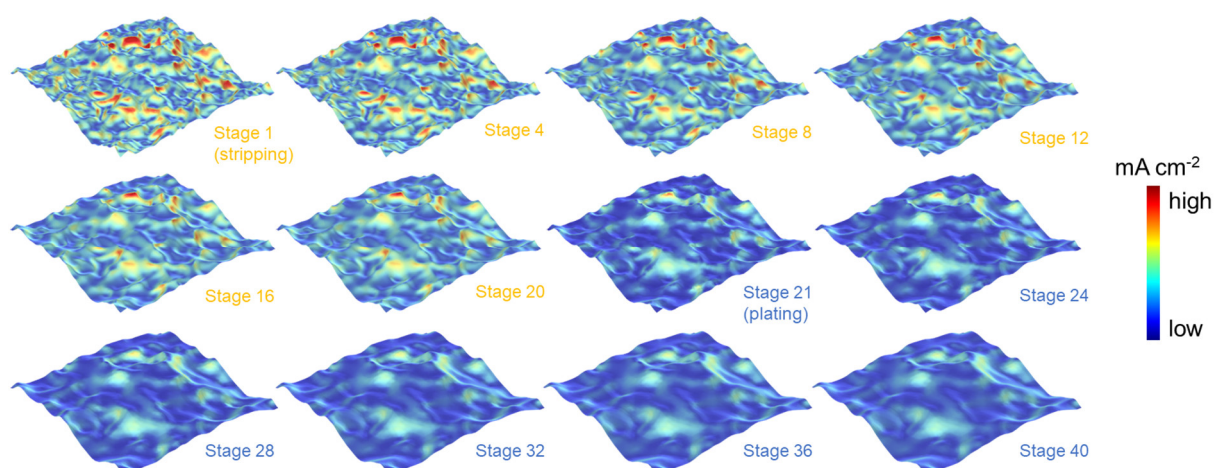 Stage 1
(stripping)
Stage 4
Stage 8
Stage 12
mA cm⁻²
high
low
Stage 16
Stage 20
Stage 21
(plating)
Stage 24
Stage 28
Stage 32
Stage 36
Stage 40